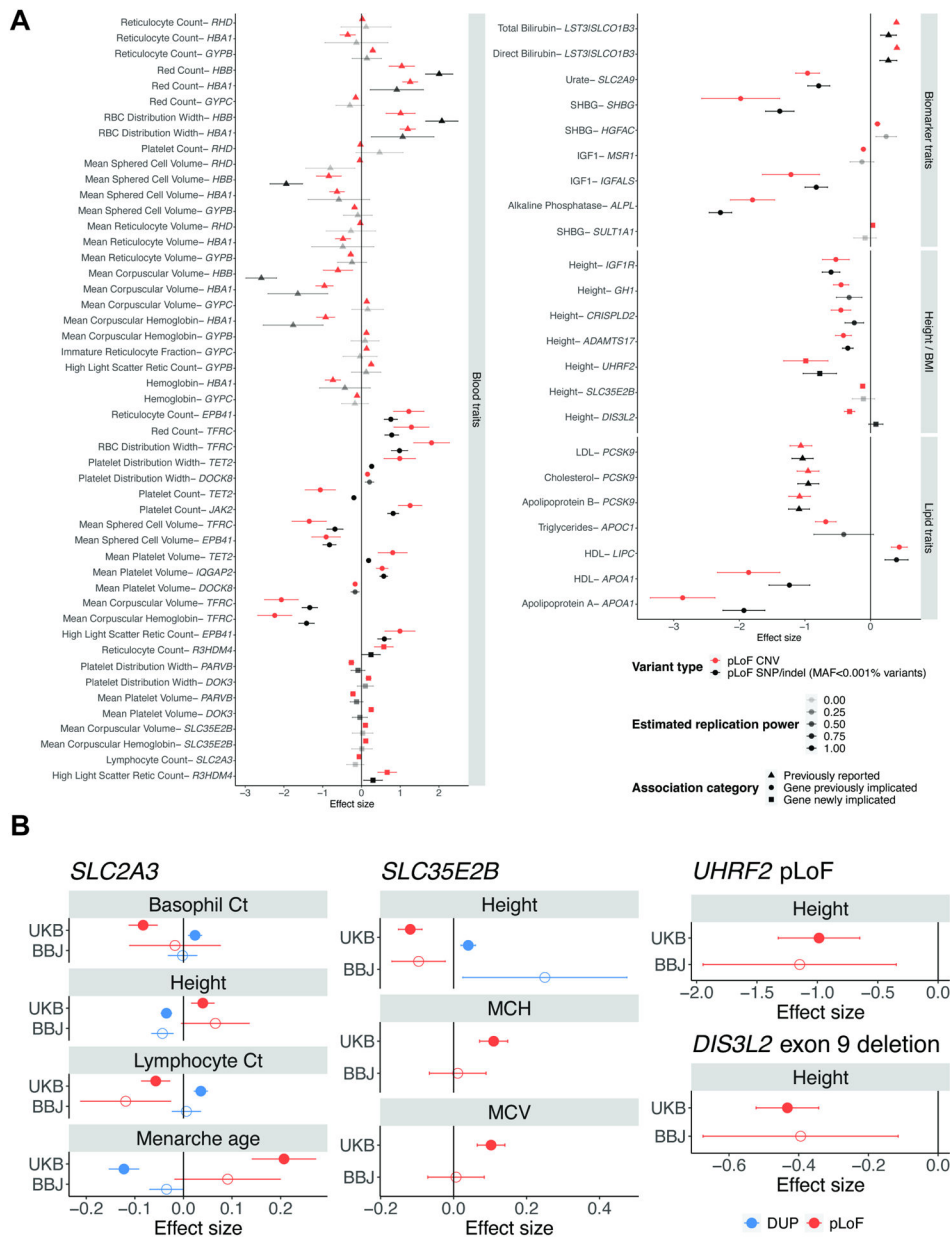 A
Reticulocyte Count– RHD
Reticulocyte Count– HBA1
Reticulocyte Count– GYPB
Red Count– HBB
Red Count– HBA1
Red Count– GYPC
RBC Distribution Width– HBB
RBC Distribution Width– HBA1
Platelet Count– RHD
Mean Sphered Cell Volume– RHD
Mean Sphered Cell Volume– HBB
Mean Sphered Cell Volume– HBA1
Mean Sphered Cell Volume– GYPB
Mean Reticulocyte Volume– RHD
Mean Reticulocyte Volume– HBA1
Mean Reticulocyte Volume– GYPB
Mean Corpuscular Volume– HBB
Mean Corpuscular Volume– HBA1
Mean Corpuscular Volume– GYPC
Mean Corpuscular Hemoglobin– HBA1
Mean Corpuscular Hemoglobin– GYPB
Immature Reticulocyte Fraction– GYPC
High Light Scatter Retic Count– GYPB
Hemoglobin– HBA1
Hemoglobin– GYPC
Reticulocyte Count– EPB41
Red Count– TFRC
RBC Distribution Width– TFRC
Platelet Distribution Width– TET2
Platelet Distribution Width– DOCK8
Platelet Count– TET2
Platelet Count– JAK2
Mean Sphered Cell Volume– TFRC
Mean Sphered Cell Volume– EPB41
Mean Platelet Volume– TET2
Mean Platelet Volume– IQGAP2
Mean Platelet Volume– DOCK8
Mean Corpuscular Volume– TFRC
Mean Corpuscular Hemoglobin– TFRC
High Light Scatter Retic Count– EPB41
Reticulocyte Count– R3HDM4
Platelet Distribution Width– PARVB
Platelet Distribution Width– DOK3
Mean Platelet Volume– PARVB
Mean Platelet Volume– DOK3
Mean Corpuscular Volume– SLC35E2B
Mean Corpuscular Hemoglobin– SLC35E2B
Lymphocyte Count– SLC2A3
High Light Scatter Retic Count– R3HDM4
Blood traits
−3 −2 −1 0 1 2
Effect size
Total Bilirubin– LST3/SLCO1B3
Direct Bilirubin– LST3/SLCO1B3
Urate– SLC2A9
SHBG– SHBG
SHBG– HGFAC
IGF1– MSR1
IGF1– IGFALS
Alkaline Phosphatase– ALPL
SHBG– SULT1A1
Biomarker traits
Height– IGF1R
Height– GH1
Height– CRISPLD2
Height– ADAMTS17
Height– UHRF2
Height– SLC35E2B
Height– DIS3L2
Height / BMI
LDL– PCSK9
Cholesterol– PCSK9
Apolipoprotein B– PCSK9
Triglycerides– APOC1
HDL– LIPC
HDL– APOA1
Apolipoprotein A– APOA1
Lipid traits
−3 −2 −1 0
Effect size
Variant type
pLoF CNV
pLoF SNP/indel (MAF<0.001% variants)
Estimated replication power
0.00
0.25
0.50
0.75
1.00
Association category
Previously reported
Gene previously implicated
Gene newly implicated
B
SLC2A3
Basophil Ct
UKB
BBJ
Height
UKB
BBJ
Lymphocyte Ct
UKB
BBJ
Menarche age
UKB
BBJ
−0.2 −0.1 0.0 0.1 0.2
Effect size
SLC35E2B
Height
UKB
BBJ
MCH
UKB
BBJ
MCV
UKB
BBJ
−0.2 0.0 0.2 0.4
Effect size
UHRF2 pLoF
Height
UKB
BBJ
−2.0 −1.5 −1.0 −0.5 0.0
Effect size
DIS3L2 exon 9 deletion
Height
UKB
BBJ
−0.6 −0.4 −0.2 0.0
Effect size
DUP pLoF